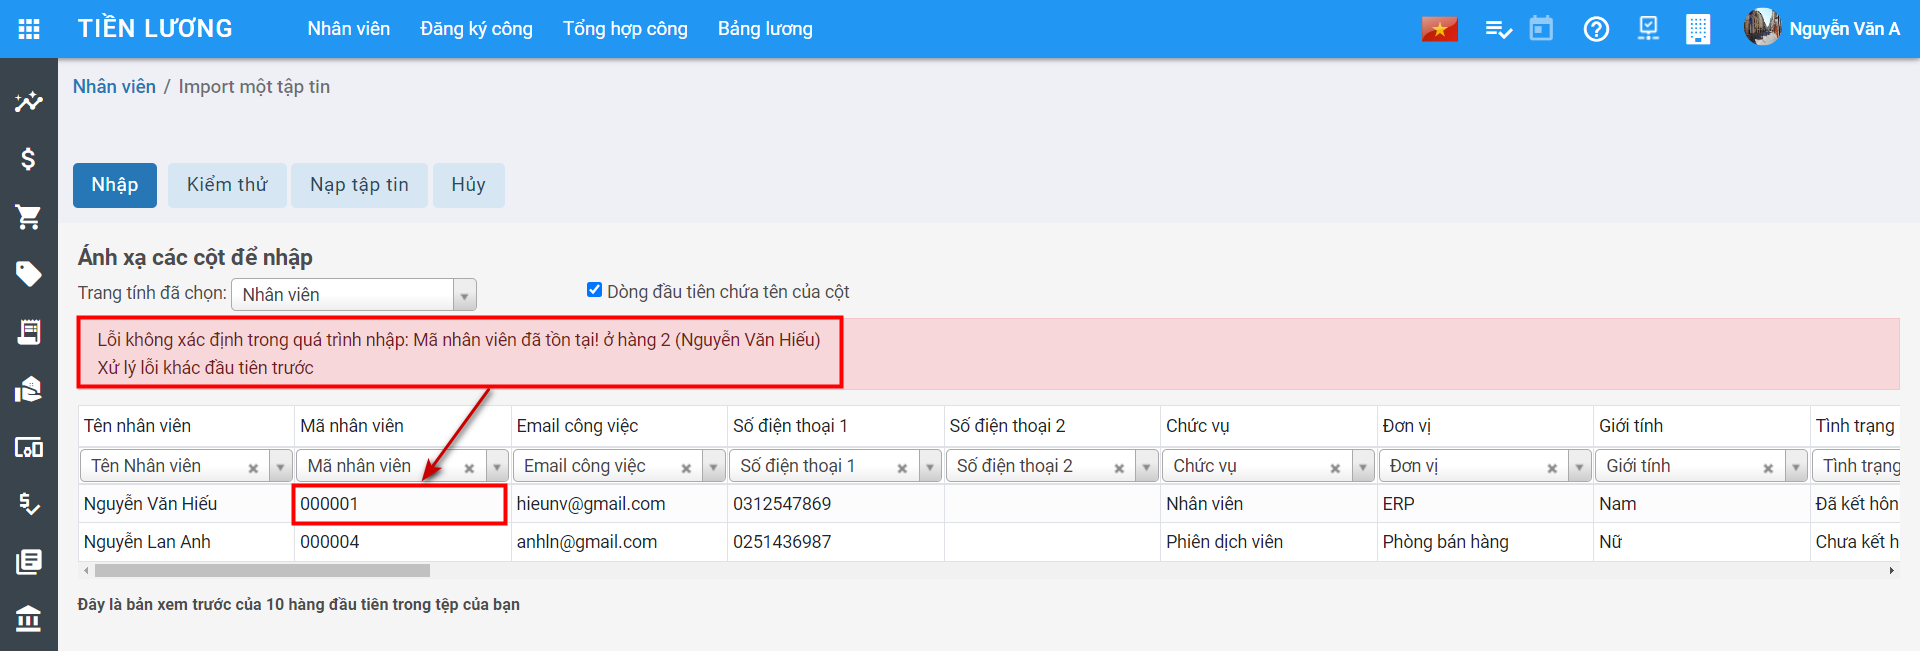 TIỀN LƯƠNG Nhân viên Đăng ký công Tổng hợp công Bảng lương Nguyễn Văn A
Nhân viên / Import một tập tin
Nhập Kiểm thử Nạp tập tin Hủy
Ánh xạ các cột để nhập
Trang tính đã chọn: Nhân viên Dòng đầu tiên chứa tên của cột
Lỗi không xác định trong quá trình nhập: Mã nhân viên đã tồn tại! ở hàng 2 (Nguyễn Văn Hiếu)
Xử lý lỗi khác đầu tiên trước
Tên nhân viên Mã nhân viên Email công việc Số điện thoại 1 Số điện thoại 2 Chức vụ Đơn vị Giới tính Tình trạng
Tên Nhân viên Mã nhân viên Email công việc Số điện thoại 1 Số điện thoại 2 Chức vụ Đơn vị Giới tính Tình trạng
Nguyễn Văn Hiếu 000001 hieunv@gmail.com 0312547869 Nhân viên ERP Nam Đã kết hôn
Nguyễn Lan Anh 000004 anhln@gmail.com 0251436987 Phiên dịch viên Phòng bán hàng Nữ Chưa kết h
Đây là bản xem trước của 10 hàng đầu tiên trong tệp của bạn